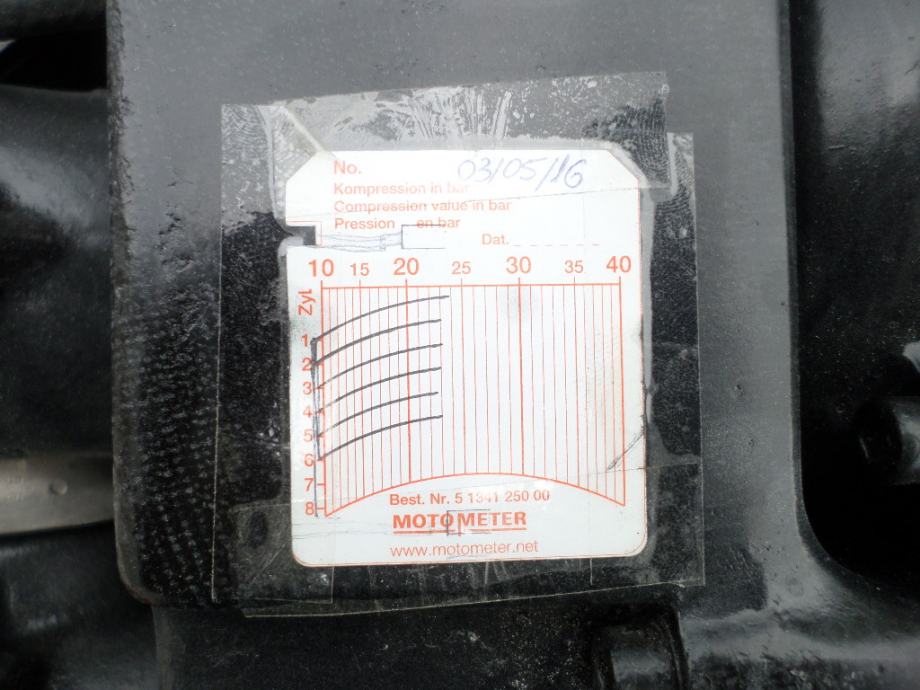 No. 03/05/16
Kompression in bar
Compression value in bar
Pression en bar
Dat.
10 15 20 25 30 35 40
Zyl.
1
2
3
4
5
6
7
8
Best. Nr. 5 1341 250 00
MOTO METER
www.motometer.net